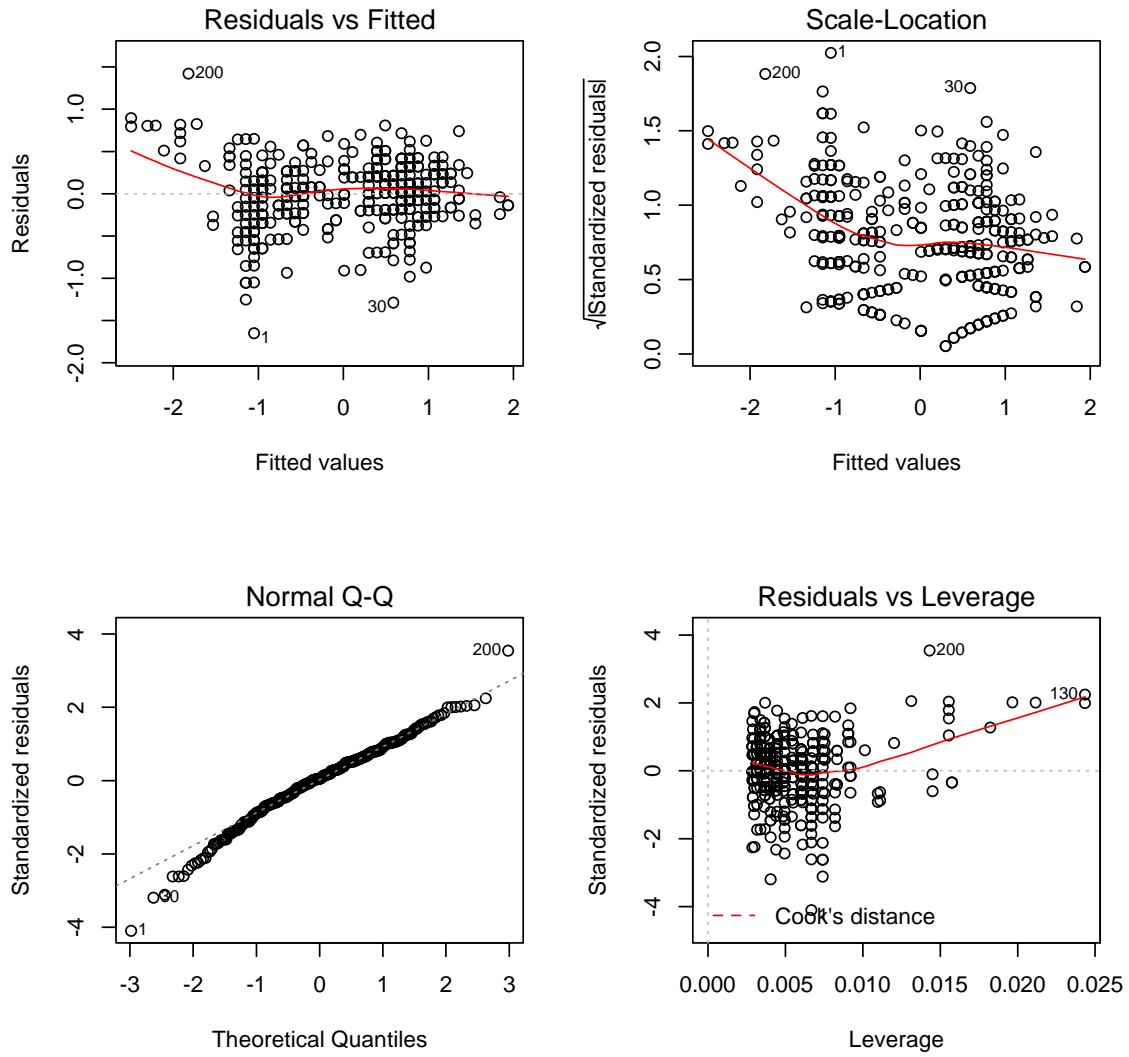 Residuals vs Fitted
Residuals
1.0
0.0
-1.0
-2.0
200
30
1
-2 -1 0 1 2
Fitted values
Scale-Location
√|Standardized residuals|
2.0
1.5
1.0
0.5
0.0
1
200
30
-2 -1 0 1 2
Fitted values
Normal Q-Q
Standardized residuals
4
2
0
-2
-4
200
30
1
-3 -2 -1 0 1 2 3
Theoretical Quantiles
Residuals vs Leverage
Standardized residuals
4
2
0
-2
-4
200
130
1
Cook's distance
0.000 0.005 0.010 0.015 0.020 0.025
Leverage